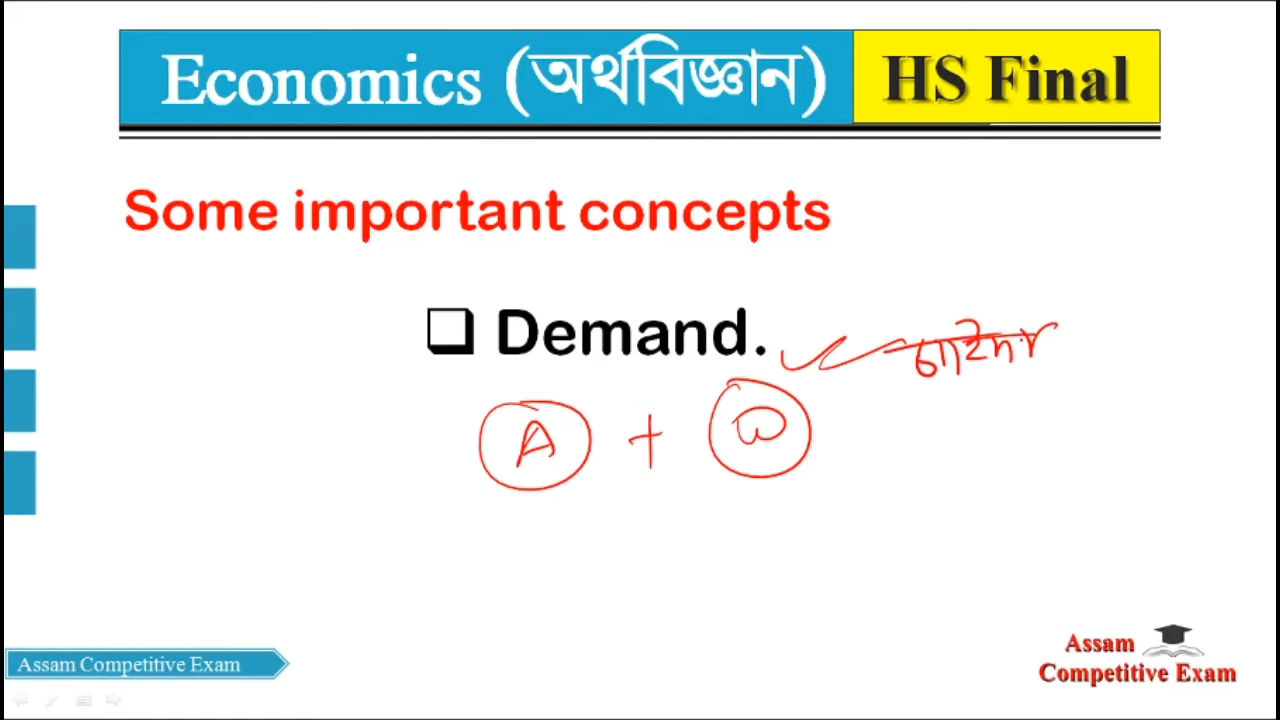 Economics (অৰ্থবিজ্ঞান) HS Final
Some important concepts
❑ Demand.
A + W
Assam Competitive Exam
Assam
Competitive Exam